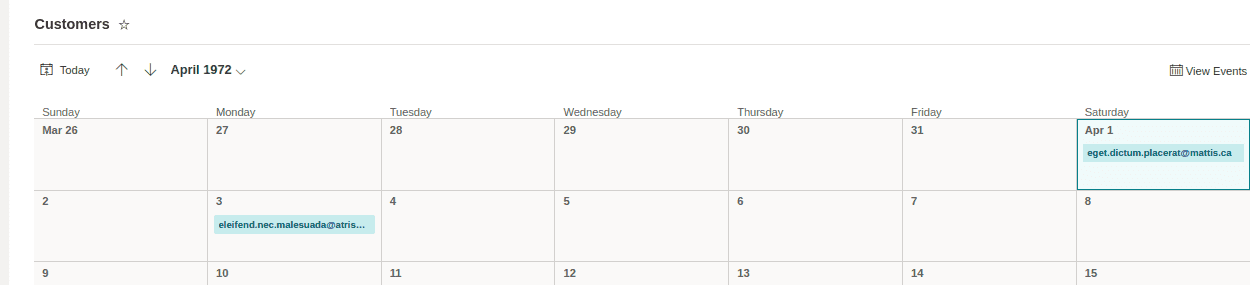 Customers
Today April 1972 View Events
Sunday Monday Tuesday Wednesday Thursday Friday Saturday
Mar 26 27 28 29 30 31 Apr 1
eget.dictum.placerat@mattis.ca
2 3 4 5 6 7 8
eleifend.nec.malesuada@atris...
9 10 11 12 13 14 15